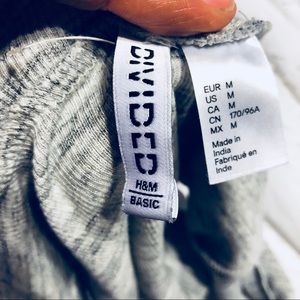 DIVIDED
H&M
BASIC
EUR M
US M
CA M
CN 170/96A
MX M
Made in
India
Fabriqué en
Inde